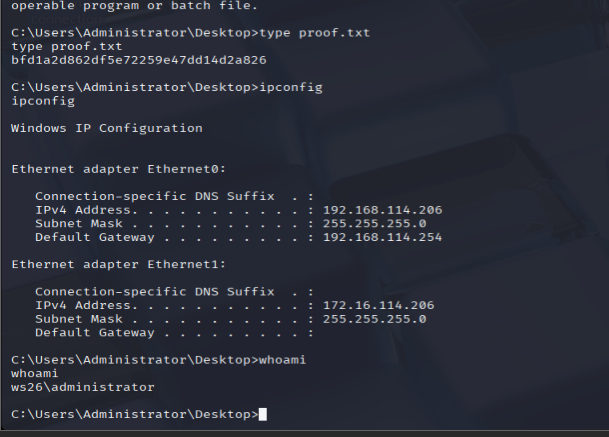 operable program or batch file.
C:\Users\Administrator\Desktop>type proof.txt
type proof.txt
bfd1a2d862df5e72259e47dd14d2a826
C:\Users\Administrator\Desktop>ipconfig
ipconfig
Windows IP Configuration
Ethernet adapter Ethernet0:
   Connection-specific DNS Suffix  . :
   IPv4 Address. . . . . . . . . . . : 192.168.114.206
   Subnet Mask . . . . . . . . . . . : 255.255.255.0
   Default Gateway . . . . . . . . . : 192.168.114.254
Ethernet adapter Ethernet1:
   Connection-specific DNS Suffix  . :
   IPv4 Address. . . . . . . . . . . : 172.16.114.206
   Subnet Mask . . . . . . . . . . . : 255.255.255.0
   Default Gateway . . . . . . . . . :
C:\Users\Administrator\Desktop>whoami
whoami
ws26\administrator
C:\Users\Administrator\Desktop>